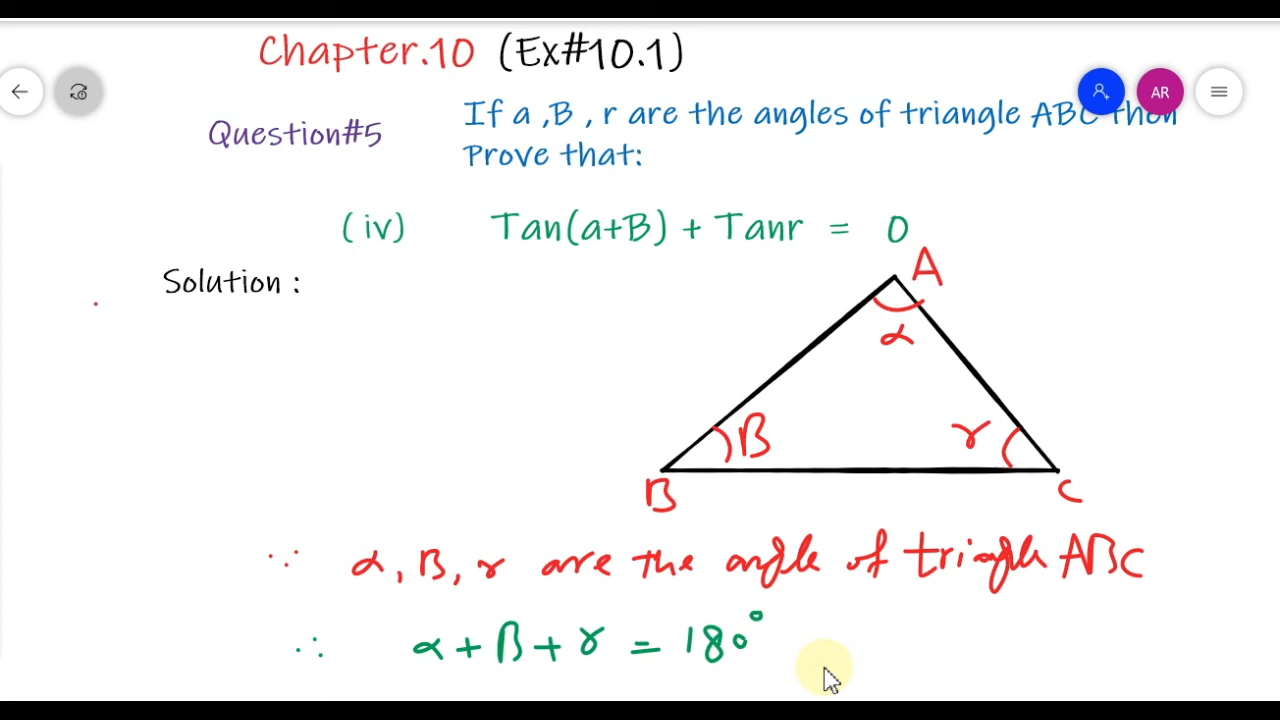 Chapter.10 (Ex#10.1)
AR
Question#5
If a ,B , r are the angles of triangle ABC then
Prove that:
(iv) Tan(a+B) + Tanr = 0
Solution :
A
α
B
r
B
C
∵ α, B, r are the angle of triangle ABC
∴ α + β + γ = 180°